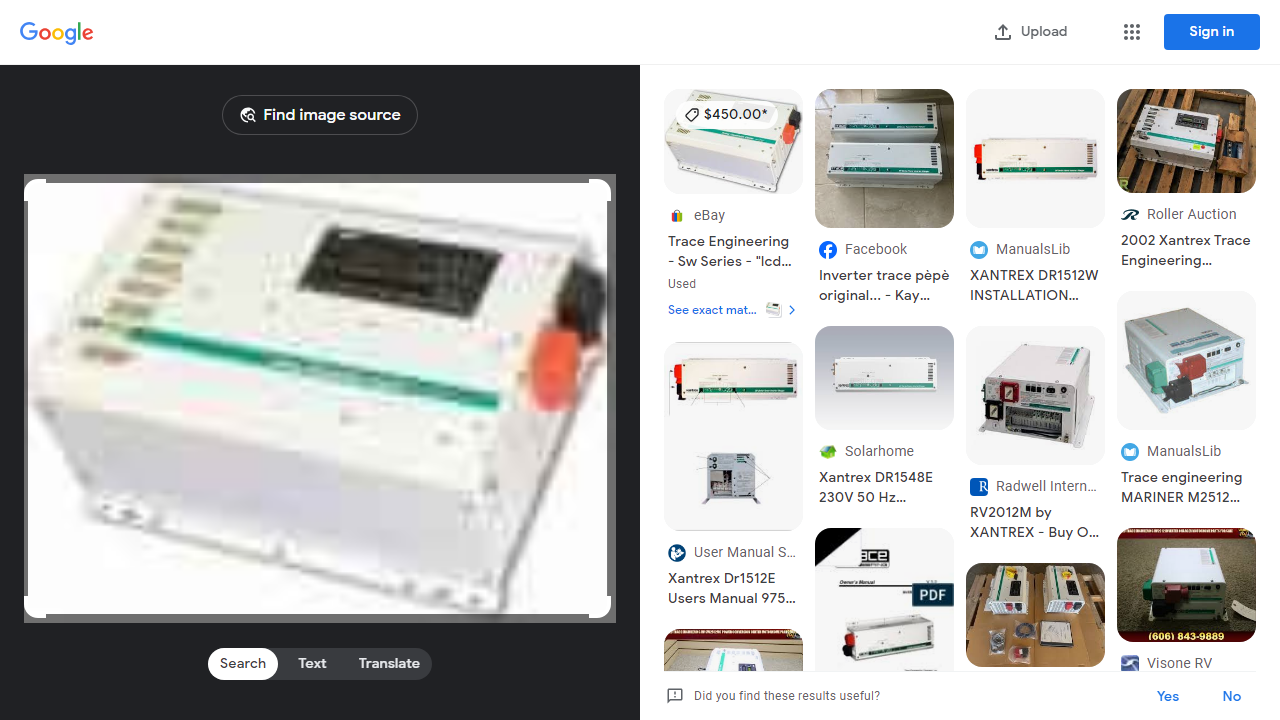 Google
Upload
Sign in
Find image source
Search
Text
Translate
$450.00*
eBay
Trace Engineering
- Sw Series - "lcd...
Used
See exact mat...
User Manual S...
Xantrex Dr1512E
Users Manual 975...
Facebook
Inverter trace pèpè
original... - Kay...
Solarhome
Xantrex DR1548E
230V 50 Hz...
Owner's Manual
PDF
ManualsLib
XANTREX DR1512W
INSTALLATION...
Radwell Intern...
RV2012M by
XANTREX - Buy O...
Roller Auction
2002 Xantrex Trace
Engineering...
ManualsLib
Trace engineering
MARINER M2512...
(606) 843-9889
Visone RV
Did you find these results useful?
Yes
No